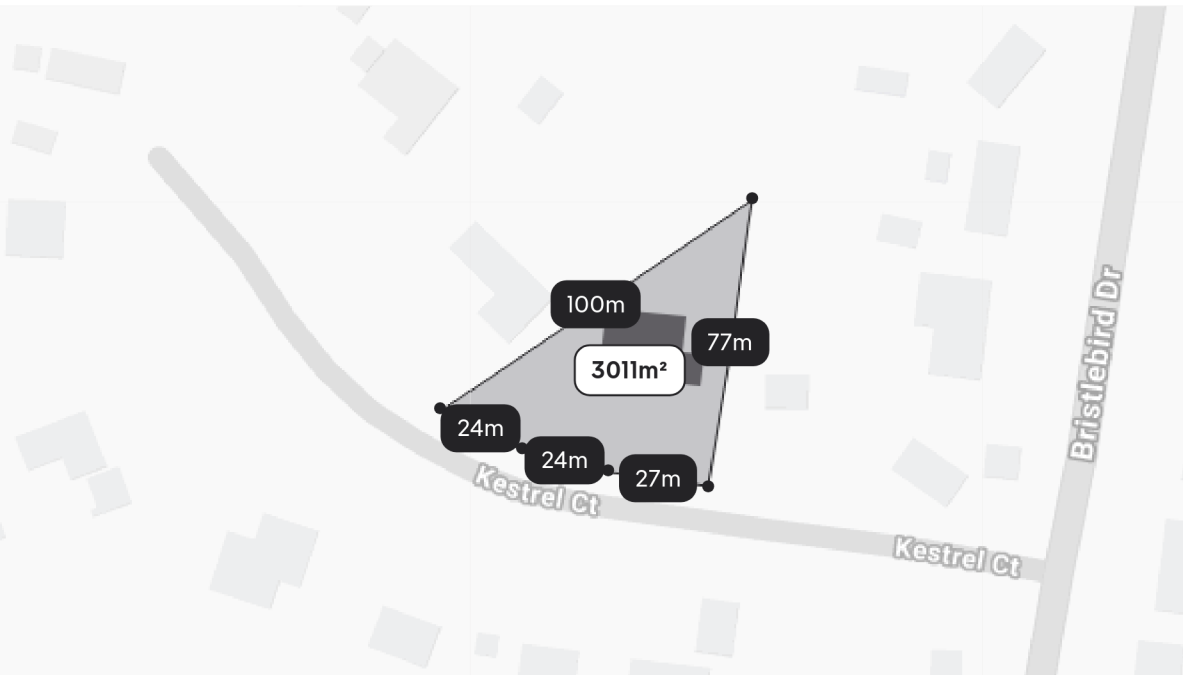 100m
77m
3011m²
24m
24m
27m
Kestrel Ct
Kestrel Ct
Bristlebird Dr